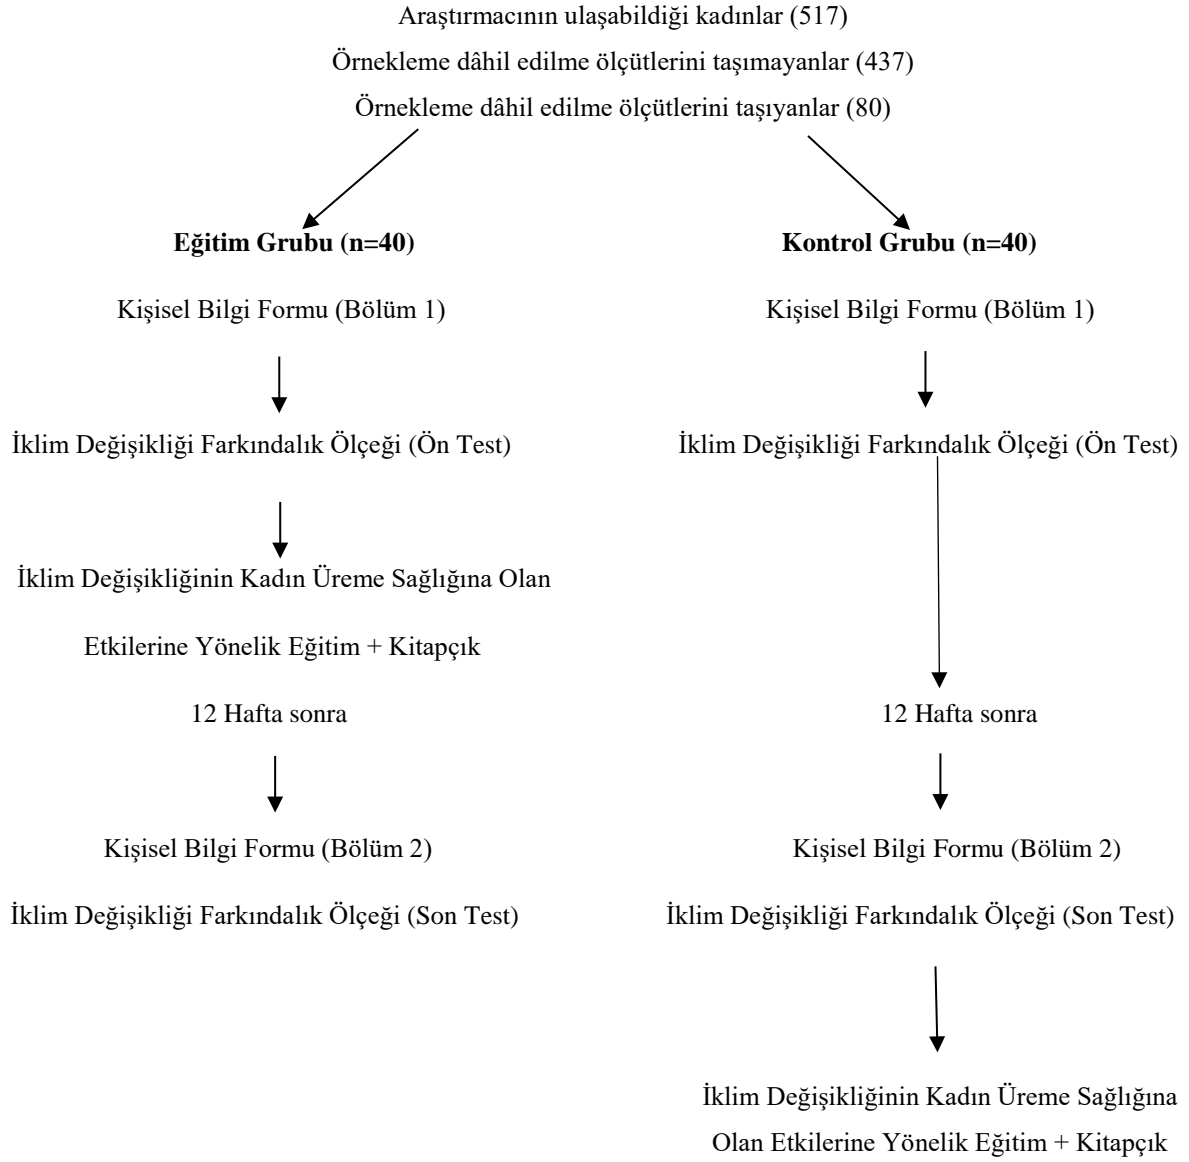 Araştırmacının ulaşabildiği kadınlar (517)
Örnekleme dâhil edilme ölçütlerini taşımayanlar (437)
Örnekleme dâhil edilme ölçütlerini taşıyanlar (80)
Eğitim Grubu (n=40)
Kişisel Bilgi Formu (Bölüm 1)
İklim Değişikliği Farkındalık Ölçeği (Ön Test)
İklim Değişikliğinin Kadın Üreme Sağlığına Olan
Etkilerine Yönelik Eğitim + Kitapçık
12 Hafta sonra
Kişisel Bilgi Formu (Bölüm 2)
İklim Değişikliği Farkındalık Ölçeği (Son Test)
Kontrol Grubu (n=40)
Kişisel Bilgi Formu (Bölüm 1)
İklim Değişikliği Farkındalık Ölçeği (Ön Test)
12 Hafta sonra
Kişisel Bilgi Formu (Bölüm 2)
İklim Değişikliği Farkındalık Ölçeği (Son Test)
İklim Değişikliğinin Kadın Üreme Sağlığına
Olan Etkilerine Yönelik Eğitim + Kitapçık